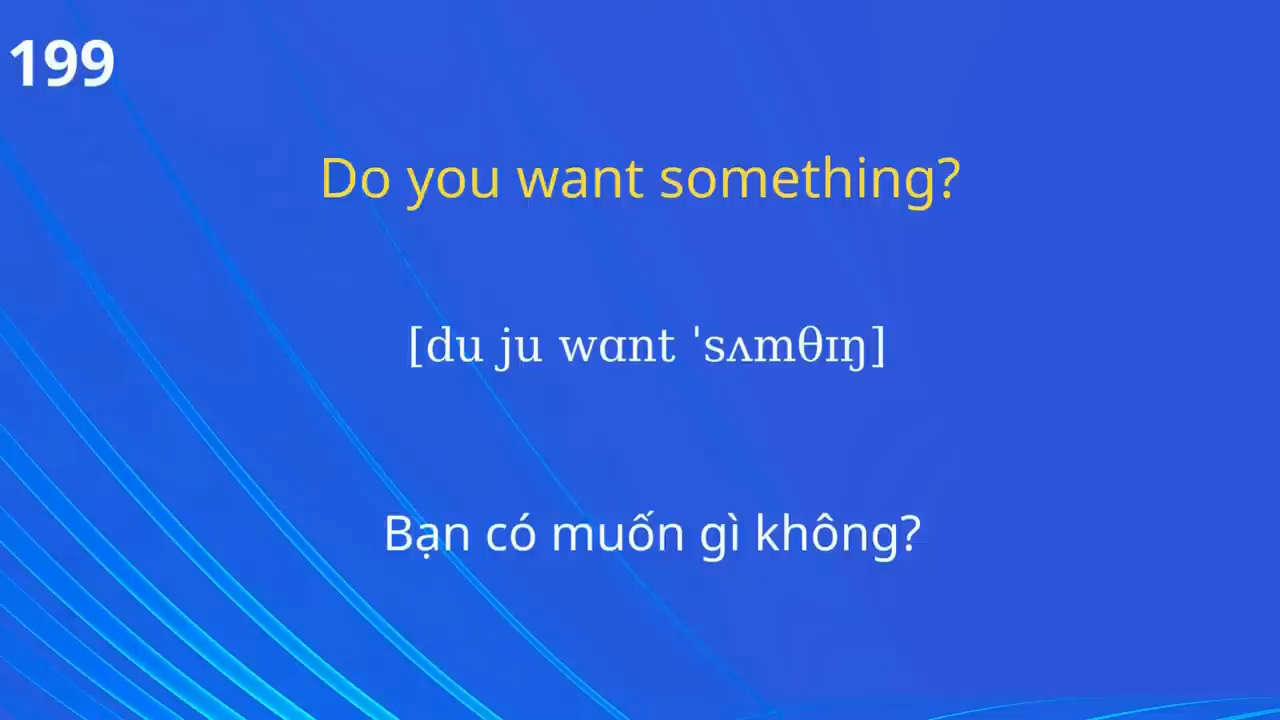 199
Do you want something?
[du ju wɑnt ˈsʌmθɪŋ]
Bạn có muốn gì không?